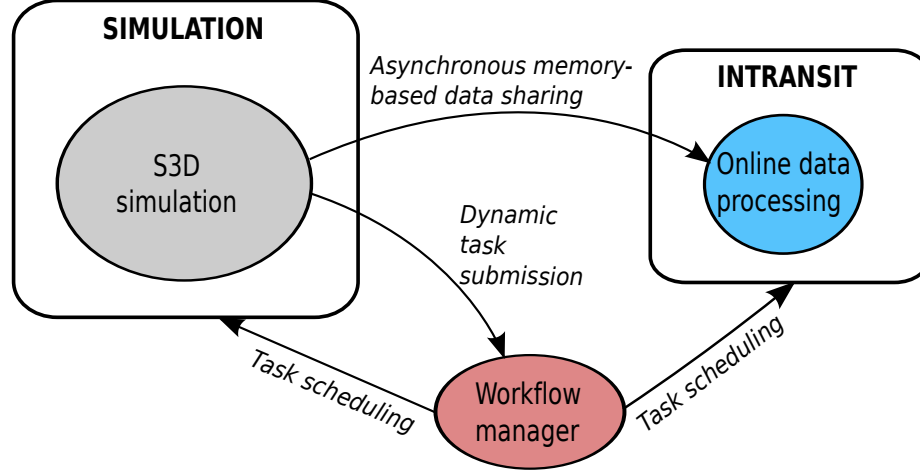 SIMULATION
Asynchronous memory-
based data sharing
INTRANSIT
S3D
simulation
Online data
processing
Dynamic
task
submission
Task scheduling
Task scheduling
Workflow
manager